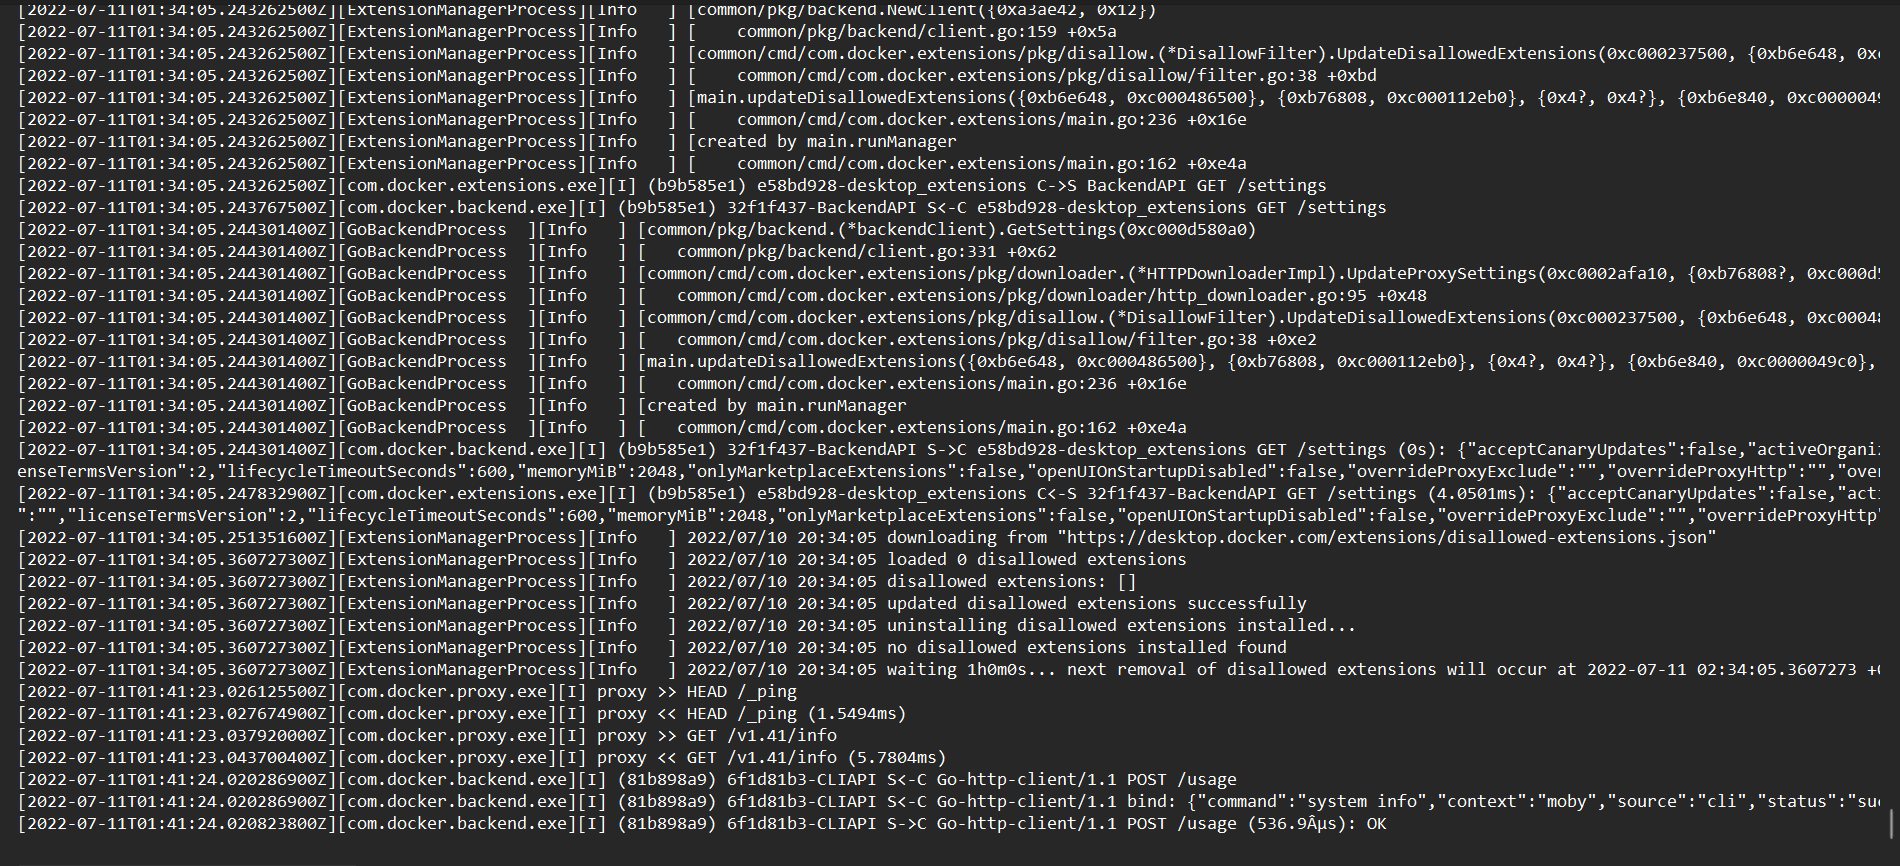 [2022-07-11T01:34:05.243262500Z][ExtensionManagerProcess][Info   ] [common/pkg/backend.NewClient({0xa3ae42, 0x12})
[2022-07-11T01:34:05.243262500Z][ExtensionManagerProcess][Info   ] [    common/pkg/backend/client.go:159 +0x5a
[2022-07-11T01:34:05.243262500Z][ExtensionManagerProcess][Info   ] [common/cmd/com.docker.extensions/pkg/disallow.(*DisallowFilter).UpdateDisallowedExtensions(0xc000237500, {0xb6e648, 0xc
[2022-07-11T01:34:05.243262500Z][ExtensionManagerProcess][Info   ] [    common/cmd/com.docker.extensions/pkg/disallow/filter.go:38 +0xbd
[2022-07-11T01:34:05.243262500Z][ExtensionManagerProcess][Info   ] [main.updateDisallowedExtensions({0xb6e648, 0xc000486500}, {0xb76808, 0xc000112eb0}, {0x4?, 0x4?}, {0xb6e840, 0xc0000049
[2022-07-11T01:34:05.243262500Z][ExtensionManagerProcess][Info   ] [    common/cmd/com.docker.extensions/main.go:236 +0x16e
[2022-07-11T01:34:05.243262500Z][ExtensionManagerProcess][Info   ] [created by main.runManager
[2022-07-11T01:34:05.243262500Z][ExtensionManagerProcess][Info   ] [    common/cmd/com.docker.extensions/main.go:162 +0xe4a
[2022-07-11T01:34:05.243262500Z][com.docker.extensions.exe][I] (b9b585e1) e58bd928-desktop_extensions C->S BackendAPI GET /settings
[2022-07-11T01:34:05.243767500Z][com.docker.backend.exe][I] (b9b585e1) 32f1f437-BackendAPI S<-C e58bd928-desktop_extensions GET /settings
[2022-07-11T01:34:05.244301400Z][GoBackendProcess  ][Info   ] [common/pkg/backend.(*backendClient).GetSettings(0xc000d580a0)
[2022-07-11T01:34:05.244301400Z][GoBackendProcess  ][Info   ] [   common/pkg/backend/client.go:331 +0x62
[2022-07-11T01:34:05.244301400Z][GoBackendProcess  ][Info   ] [common/cmd/com.docker.extensions/pkg/downloader.(*HTTPDownloaderImpl).UpdateProxySettings(0xc0002afa10, {0xb76808?, 0xc000d5
[2022-07-11T01:34:05.244301400Z][GoBackendProcess  ][Info   ] [   common/cmd/com.docker.extensions/pkg/downloader/http_downloader.go:95 +0x48
[2022-07-11T01:34:05.244301400Z][GoBackendProcess  ][Info   ] [common/cmd/com.docker.extensions/pkg/disallow.(*DisallowFilter).UpdateDisallowedExtensions(0xc000237500, {0xb6e648, 0xc00048
[2022-07-11T01:34:05.244301400Z][GoBackendProcess  ][Info   ] [   common/cmd/com.docker.extensions/pkg/disallow/filter.go:38 +0xe2
[2022-07-11T01:34:05.244301400Z][GoBackendProcess  ][Info   ] [main.updateDisallowedExtensions({0xb6e648, 0xc000486500}, {0xb76808, 0xc000112eb0}, {0x4?, 0x4?}, {0xb6e840, 0xc0000049c0},
[2022-07-11T01:34:05.244301400Z][GoBackendProcess  ][Info   ] [   common/cmd/com.docker.extensions/main.go:236 +0x16e
[2022-07-11T01:34:05.244301400Z][GoBackendProcess  ][Info   ] [created by main.runManager
[2022-07-11T01:34:05.244301400Z][GoBackendProcess  ][Info   ] [   common/cmd/com.docker.extensions/main.go:162 +0xe4a
[2022-07-11T01:34:05.244301400Z][com.docker.backend.exe][I] (b9b585e1) 32f1f437-BackendAPI S->C e58bd928-desktop_extensions GET /settings (0s): {"acceptCanaryUpdates":false,"activeOrgani
enseTermsVersion":2,"lifecycleTimeoutSeconds":600,"memoryMiB":2048,"onlyMarketplaceExtensions":false,"openUIOnStartupDisabled":false,"overrideProxyExclude":"","overrideProxyHttp":"","over
[2022-07-11T01:34:05.247832900Z][com.docker.extensions.exe][I] (b9b585e1) e58bd928-desktop_extensions C<-S 32f1f437-BackendAPI GET /settings (4.0501ms): {"acceptCanaryUpdates":false,"acti
":"","licenseTermsVersion":2,"lifecycleTimeoutSeconds":600,"memoryMiB":2048,"onlyMarketplaceExtensions":false,"openUIOnStartupDisabled":false,"overrideProxyExclude":"","overrideProxyHttp"
[2022-07-11T01:34:05.251351600Z][ExtensionManagerProcess][Info   ] 2022/07/10 20:34:05 downloading from "https://desktop.docker.com/extensions/disallowed-extensions.json"
[2022-07-11T01:34:05.360727300Z][ExtensionManagerProcess][Info   ] 2022/07/10 20:34:05 loaded 0 disallowed extensions
[2022-07-11T01:34:05.360727300Z][ExtensionManagerProcess][Info   ] 2022/07/10 20:34:05 disallowed extensions: []
[2022-07-11T01:34:05.360727300Z][ExtensionManagerProcess][Info   ] 2022/07/10 20:34:05 updated disallowed extensions successfully
[2022-07-11T01:34:05.360727300Z][ExtensionManagerProcess][Info   ] 2022/07/10 20:34:05 uninstalling disallowed extensions installed...
[2022-07-11T01:34:05.360727300Z][ExtensionManagerProcess][Info   ] 2022/07/10 20:34:05 no disallowed extensions installed found
[2022-07-11T01:34:05.360727300Z][ExtensionManagerProcess][Info   ] 2022/07/10 20:34:05 waiting 1h0m0s... next removal of disallowed extensions will occur at 2022-07-11 02:34:05.3607273 +0
[2022-07-11T01:41:23.026125500Z][com.docker.proxy.exe][I] proxy >> HEAD /_ping
[2022-07-11T01:41:23.027674900Z][com.docker.proxy.exe][I] proxy << HEAD /_ping (1.5494ms)
[2022-07-11T01:41:23.037920000Z][com.docker.proxy.exe][I] proxy >> GET /v1.41/info
[2022-07-11T01:41:23.043700400Z][com.docker.proxy.exe][I] proxy << GET /v1.41/info (5.7804ms)
[2022-07-11T01:41:24.020286900Z][com.docker.backend.exe][I] (81b898a9) 6f1d81b3-CLIAPI S<-C Go-http-client/1.1 POST /usage
[2022-07-11T01:41:24.020286900Z][com.docker.backend.exe][I] (81b898a9) 6f1d81b3-CLIAPI S<-C Go-http-client/1.1 bind: {"command":"system info","context":"moby","source":"cli","status":"suc
[2022-07-11T01:41:24.020823800Z][com.docker.backend.exe][I] (81b898a9) 6f1d81b3-CLIAPI S->C Go-http-client/1.1 POST /usage (536.9Âµs): OK